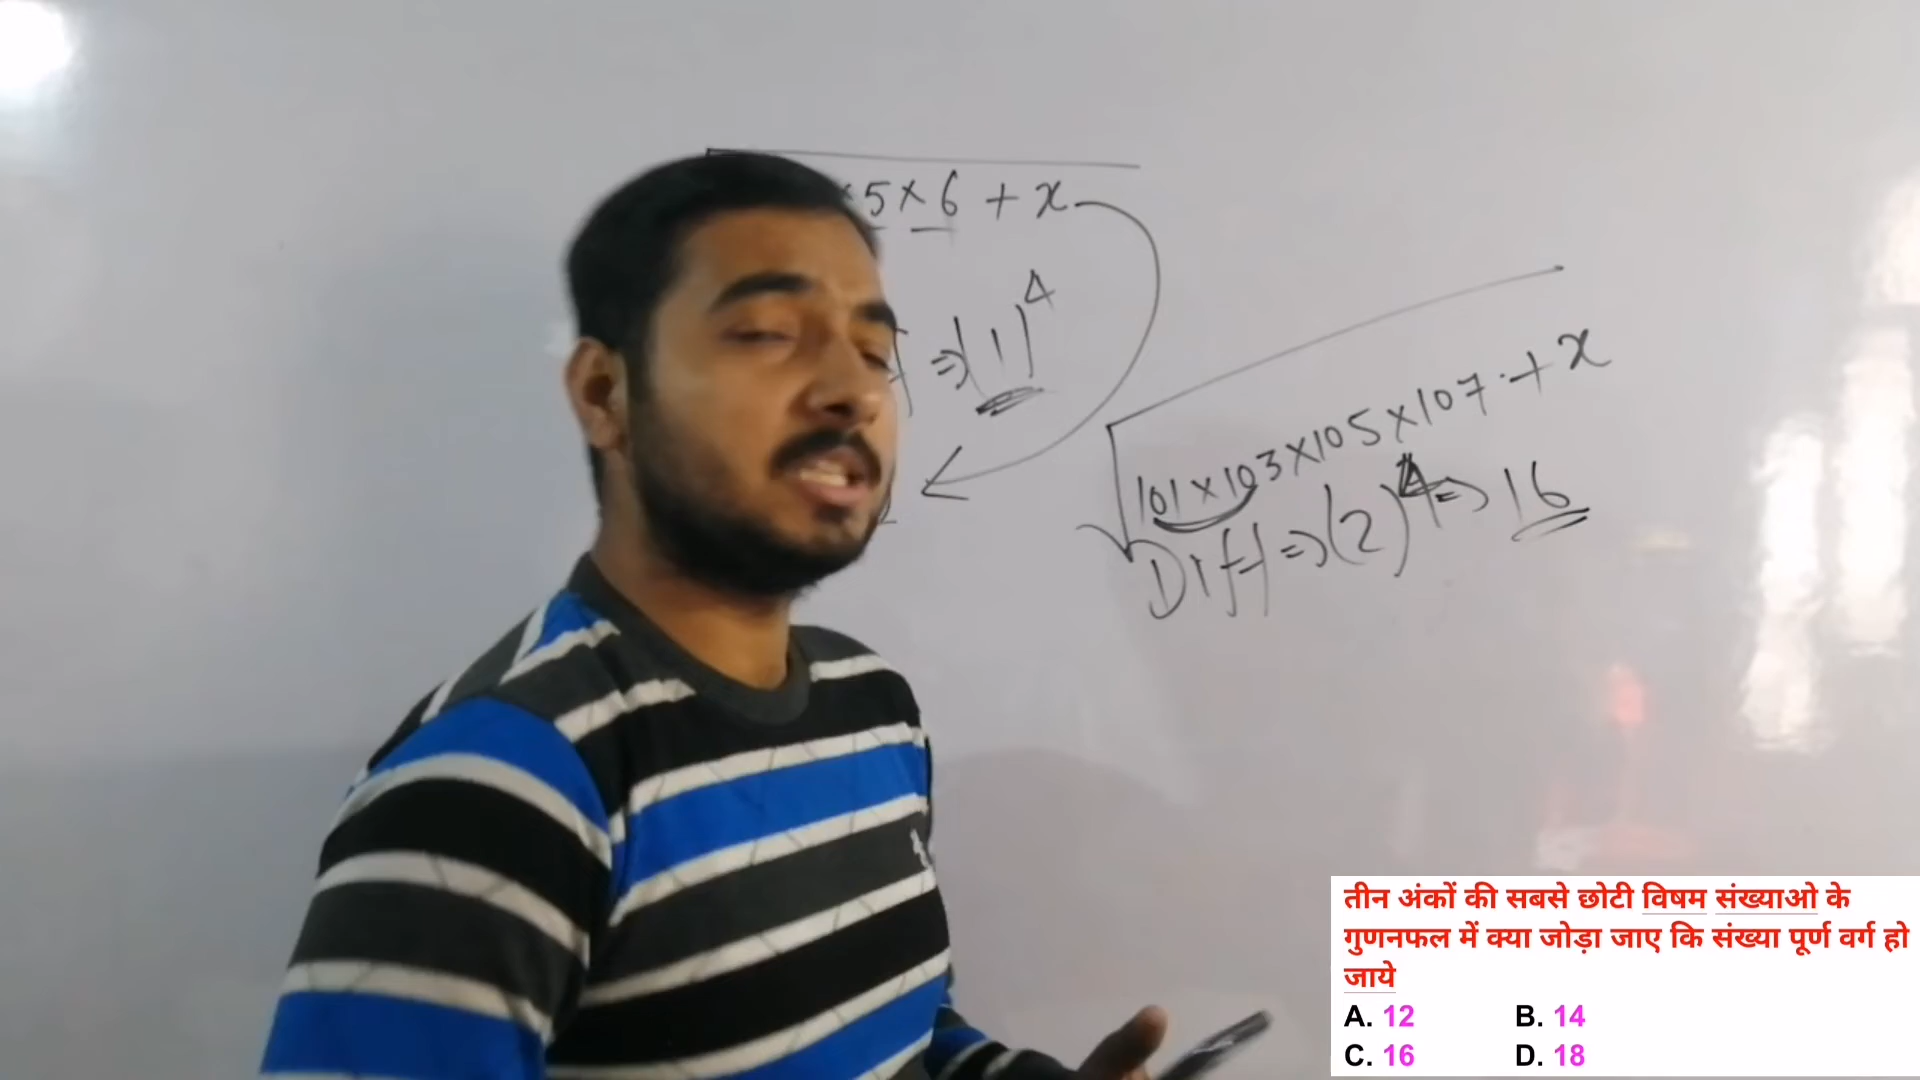 ×5×6 + x
⇒(1)⁴
√101×103×105×107 + x
Diff ⇒ (2)⁴ ⇒ 16
तीन अंकों की सबसे छोटी विषम संख्याओ के
गुणनफल में क्या जोड़ा जाए कि संख्या पूर्ण वर्ग हो
जाये
A. 12 B. 14
C. 16 D. 18